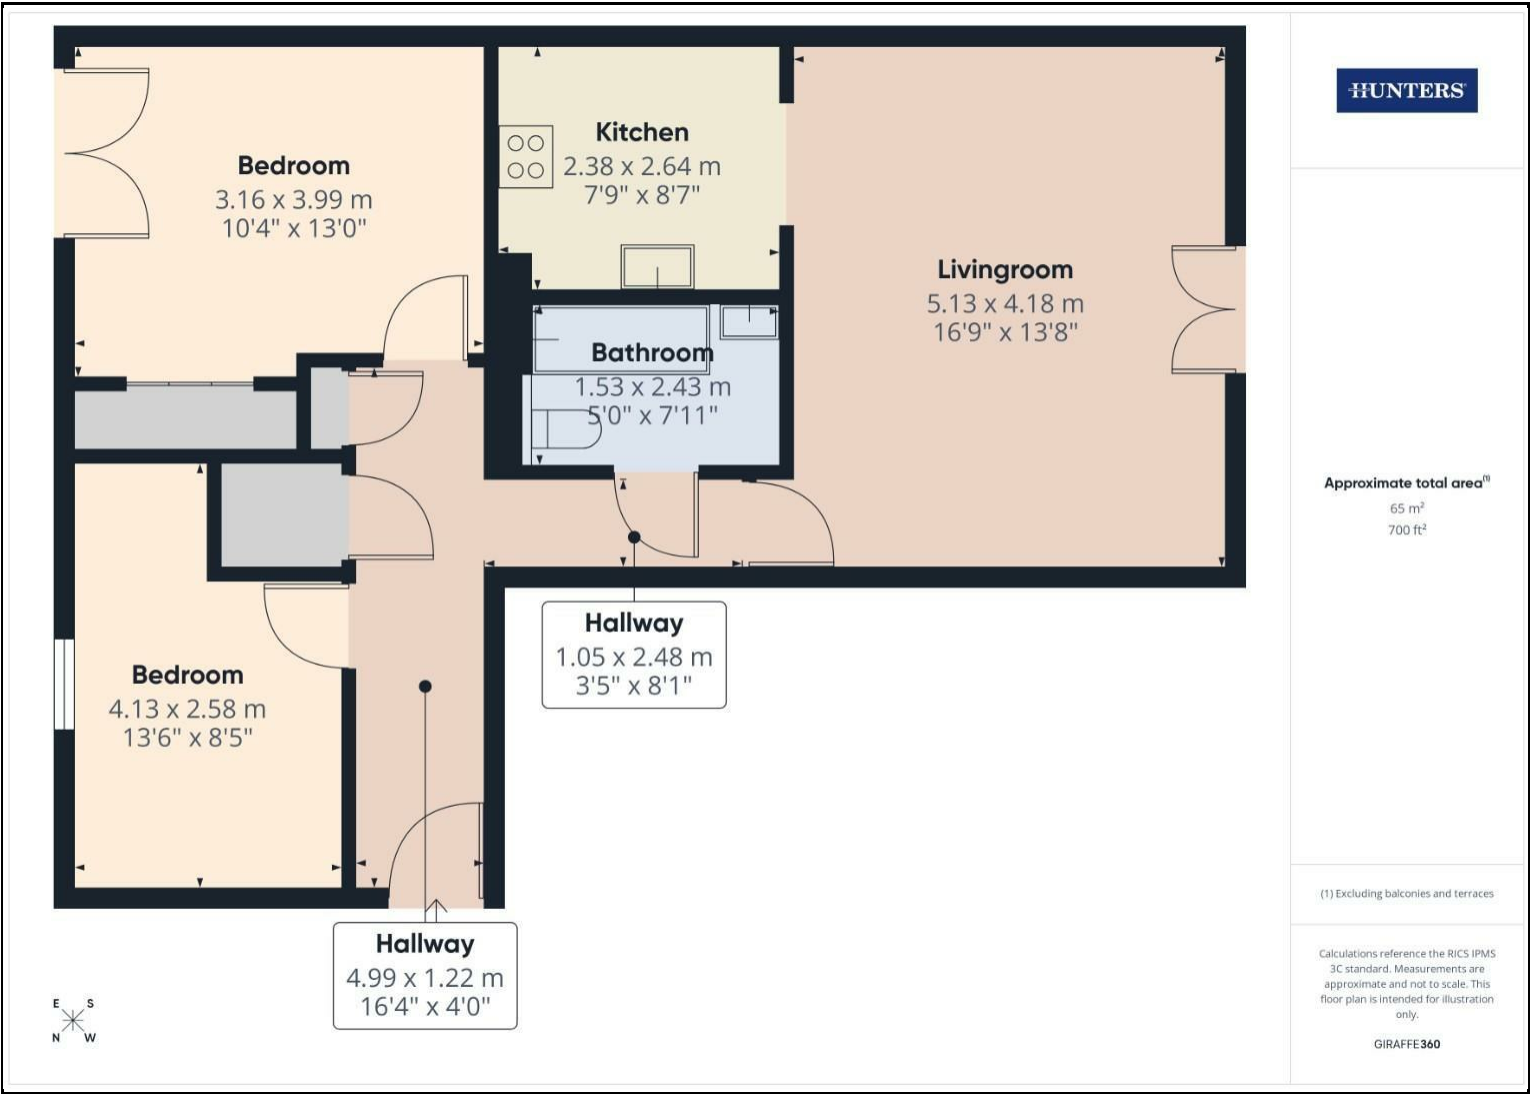 Bedroom
3.16 x 3.99 m
10'4" x 13'0"
Kitchen
2.38 x 2.64 m
7'9" x 8'7"
Livingroom
5.13 x 4.18 m
16'9" x 13'8"
Bathroom
1.53 x 2.43 m
5'0" x 7'11"
Bedroom
4.13 x 2.58 m
13'6" x 8'5"
Hallway
1.05 x 2.48 m
3'5" x 8'1"
Hallway
4.99 x 1.22 m
16'4" x 4'0"
E S
N W
HUNTERS
Approximate total area(1)
65 m²
700 ft²
(1) Excluding balconies and terraces
Calculations reference the RICS IPMS
3C standard. Measurements are
approximate and not to scale. This
floor plan is intended for illustration
only.
GIRAFFE360